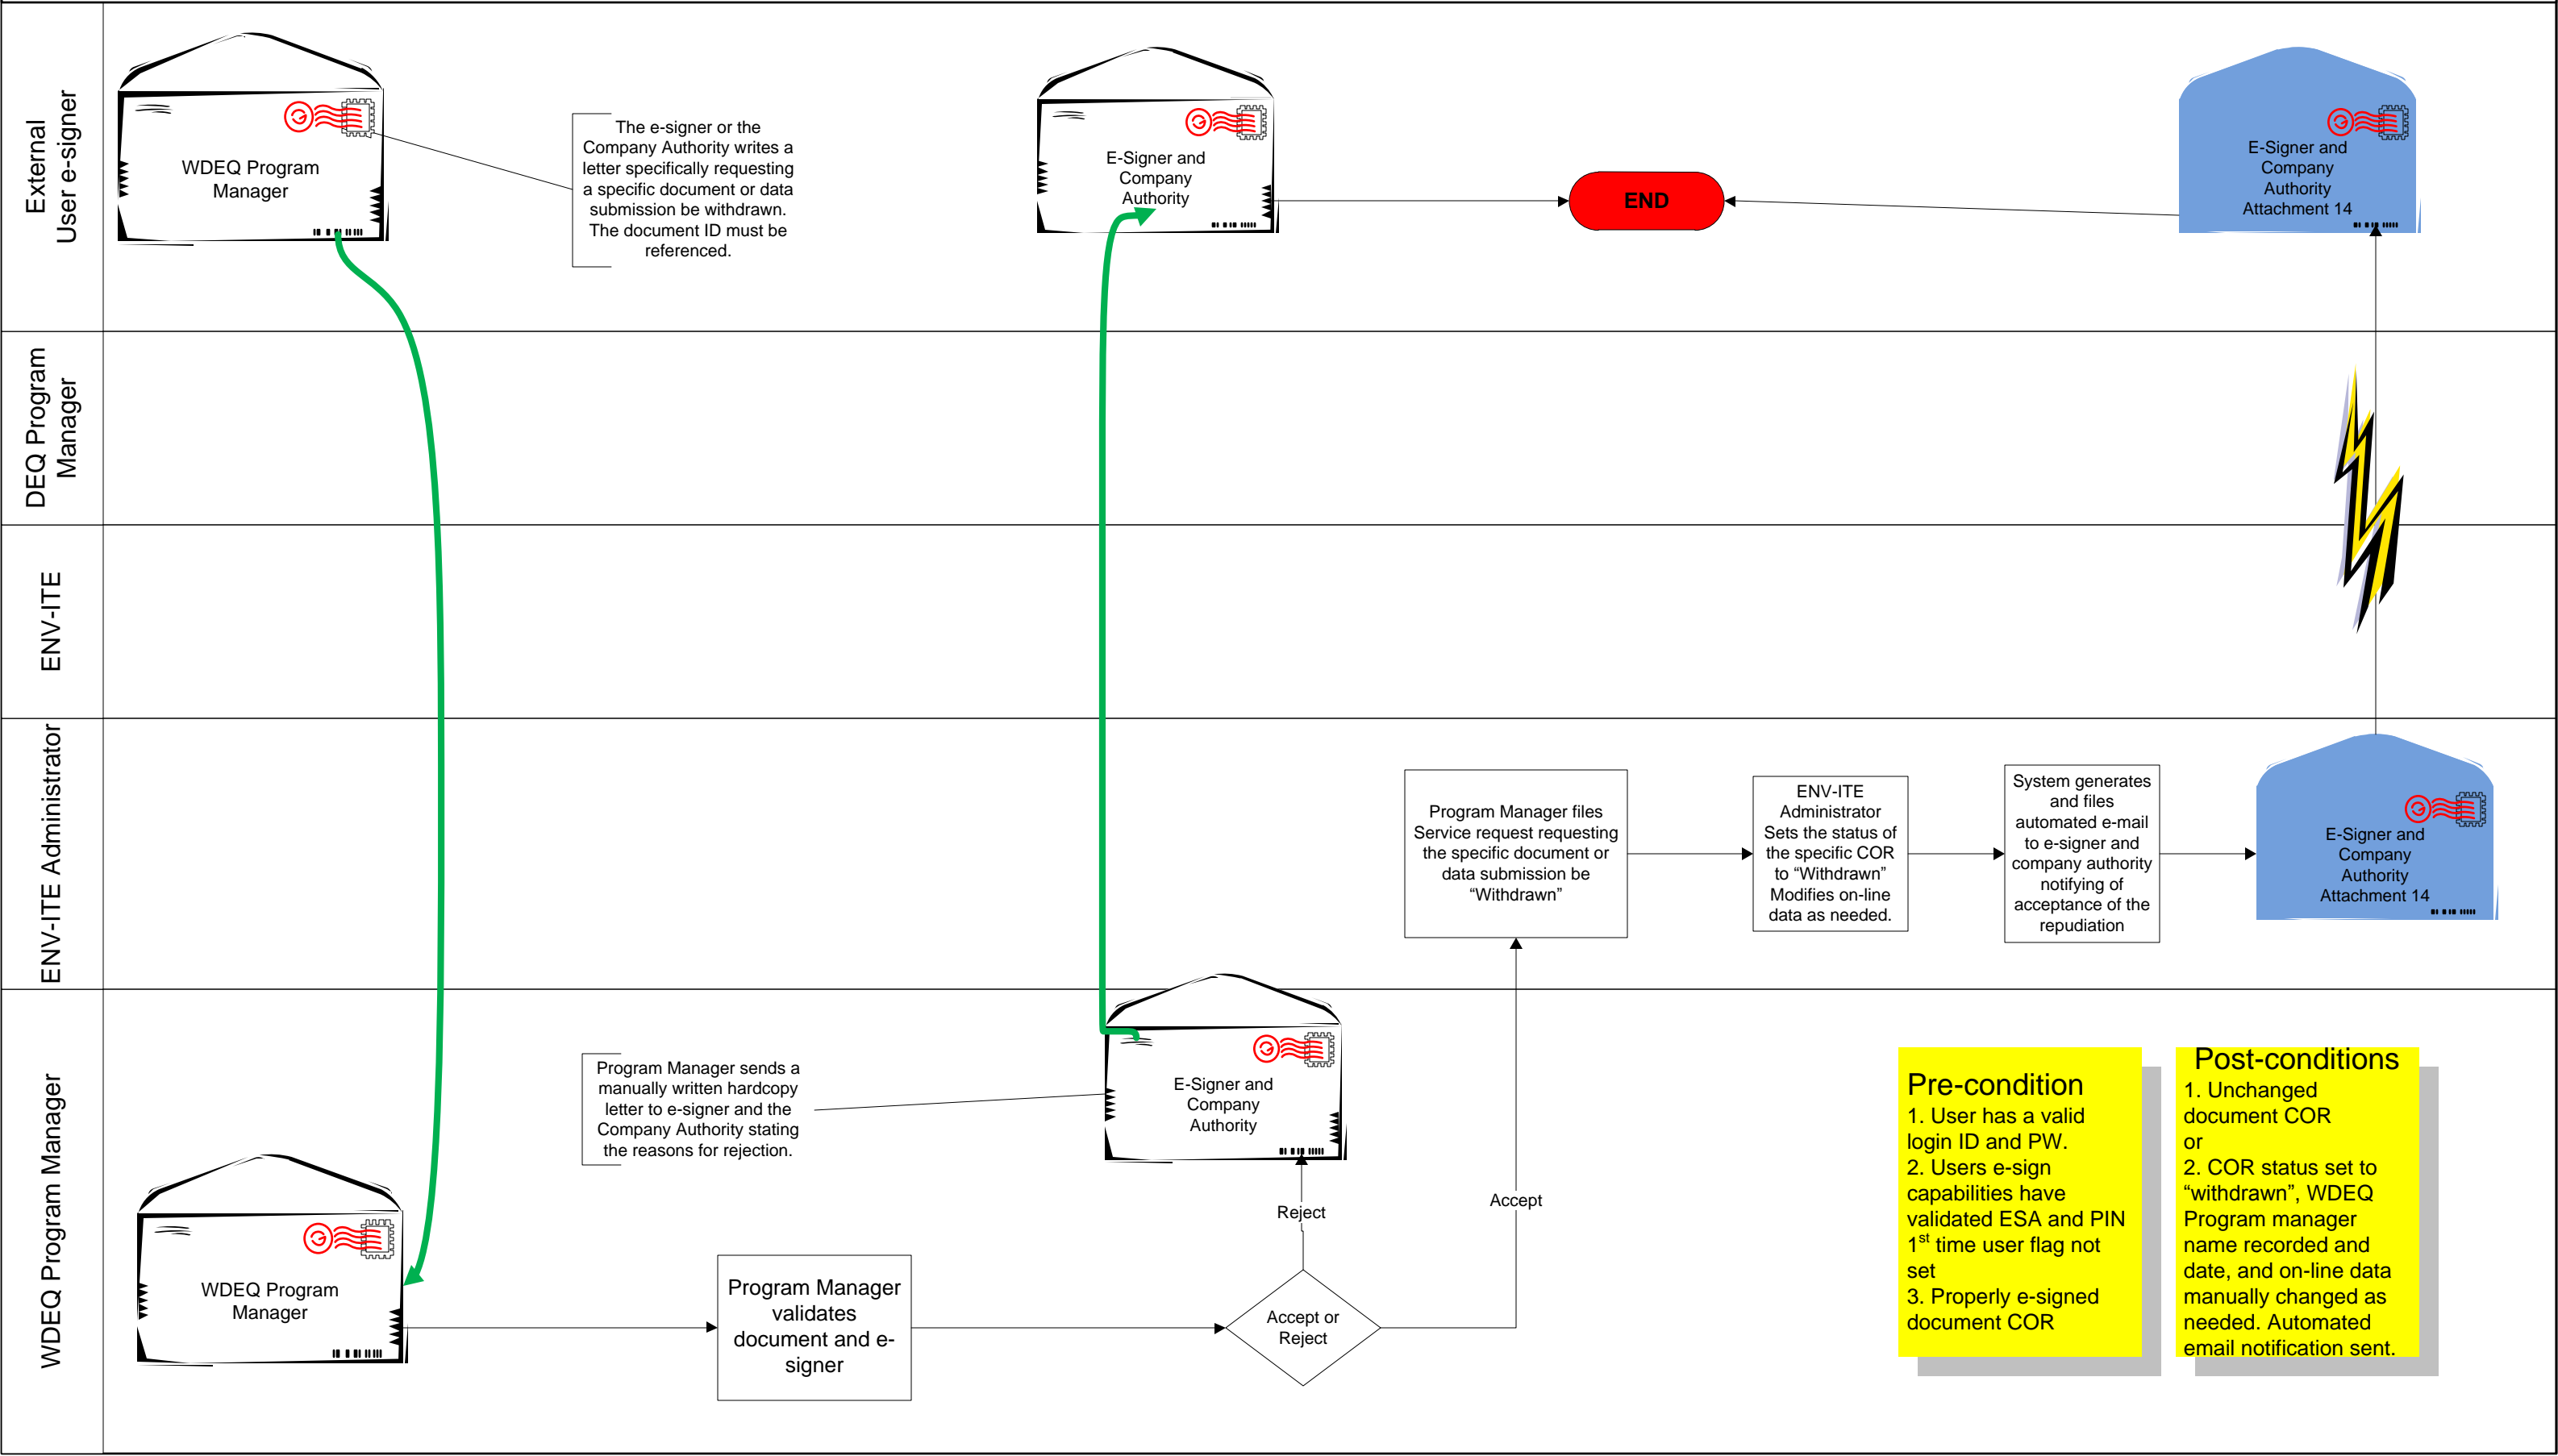 External
User e-signer
WDEQ Program
Manager
The e-signer or the
Company Authority writes a
letter specifically requesting
a specific document or data
submission be withdrawn.
The document ID must be
referenced.
E-Signer and
Company
Authority
END
E-Signer and
Company
Authority
Attachment 14
DEQ Program
Manager
ENV-ITE
ENV-ITE Administrator
Program Manager files
Service request requesting
the specific document or
data submission be
“Withdrawn”
ENV-ITE
Administrator
Sets the status of
the specific COR
to “Withdrawn”
Modifies on-line
data as needed.
System generates
and files
automated e-mail
to e-signer and
company authority
notifying of
acceptance of the
repudiation
E-Signer and
Company
Authority
Attachment 14
WDEQ Program Manager
WDEQ Program
Manager
Program Manager sends a
manually written hardcopy
letter to e-signer and the
Company Authority stating
the reasons for rejection.
E-Signer and
Company
Authority
Program Manager
validates
document and e-
signer
Reject
Accept or
Reject
Accept
Pre-condition
1. User has a valid
login ID and PW.
2. Users e-sign
capabilities have
validated ESA and PIN
1st time user flag not
set
3. Properly e-signed
document COR
Post-conditions
1. Unchanged
document COR
or
2. COR status set to
“withdrawn”, WDEQ
Program manager
name recorded and
date, and on-line data
manually changed as
needed. Automated
email notification sent.